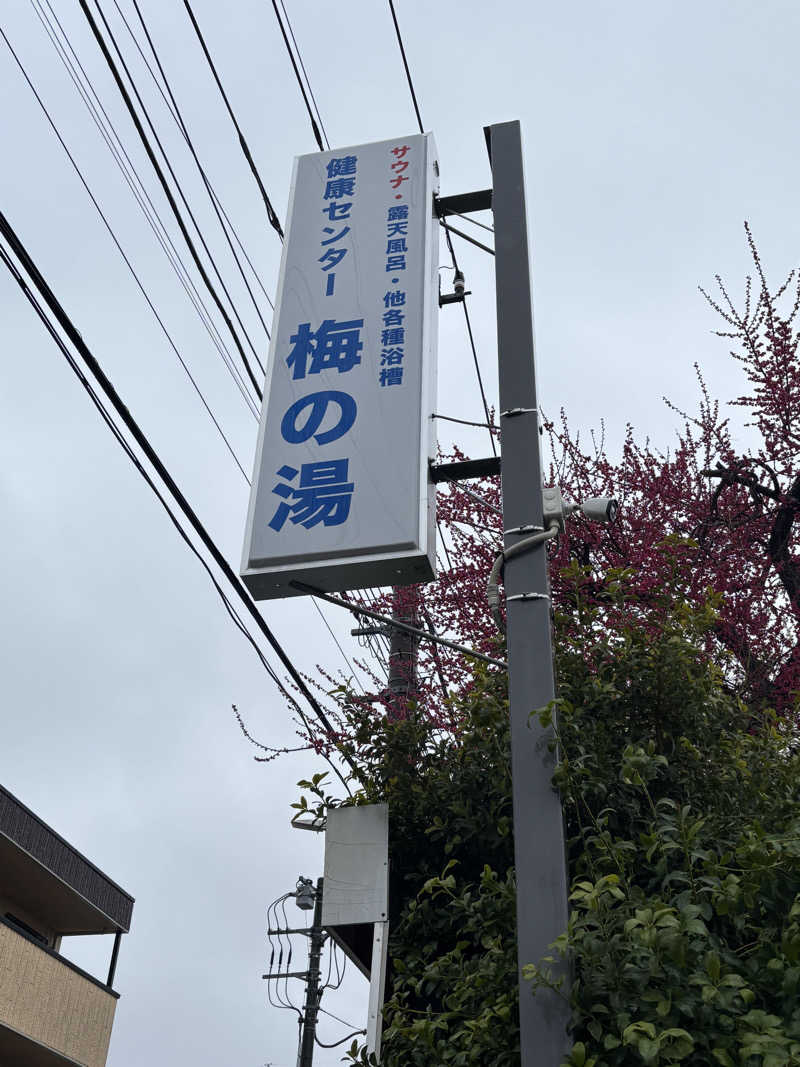 サウナ・露天風呂・他各種浴槽
健康センター
梅の湯